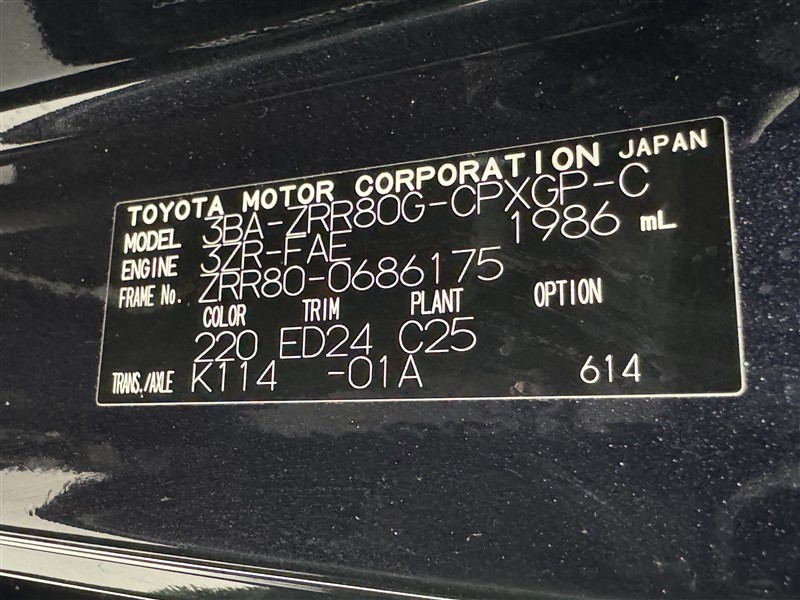 TOYOTA MOTOR CORPORATION JAPAN
MODEL 3BA-ZRR80G-CPXGP-C
ENGINE 3ZR-FAE 1986 mL
FRAME No. ZRR80-0686175
COLOR TRIM PLANT OPTION
220 ED24 C25
TRANS./AXLE K114 -01A 614